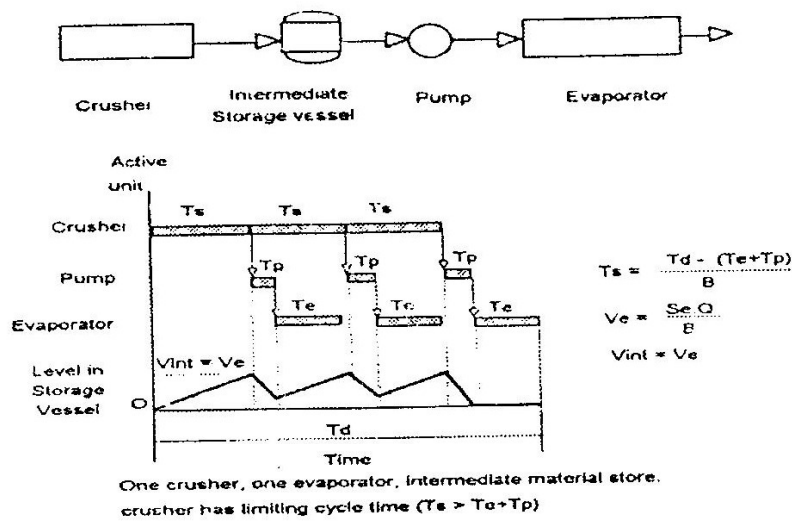 Crusher
Intermediate
Storage vessel
Pump
Evaporator
Active
unit
Ts
Ts
Ts
Crusher
Tp
Tp
Tp
Pump
Te
Te
Te
Evaporator
Ts = Td - (Te+Tp)
B
Ve = Se.Q
B
Vint = Ve
Vint = Ve
Level in
Storage
Vessel
O
Td
Time
One crusher, one evaporator, intermediate material store.
crusher has limiting cycle time (Ts > Te+Tp)